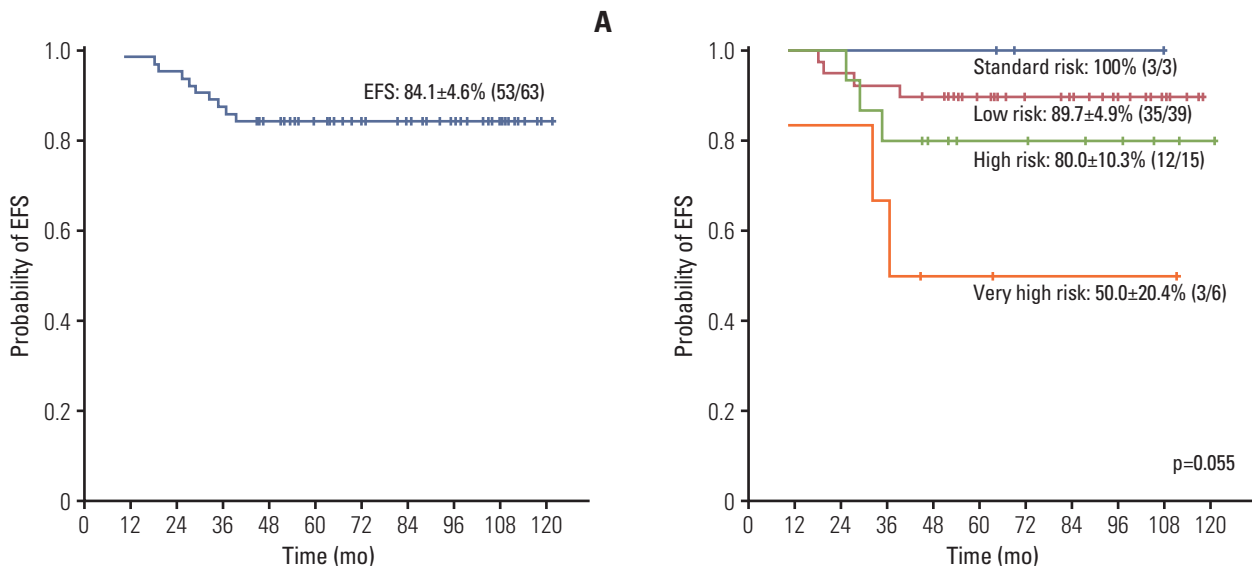 A
Probability of EFS
1.0
0.8
0.6
0.4
0.2
0
EFS: 84.1±4.6% (53/63)
0 12 24 36 48 60 72 84 96 108 120
Time (mo)
Probability of EFS
1.0
0.8
0.6
0.4
0.2
0
Standard risk: 100% (3/3)
Low risk: 89.7±4.9% (35/39)
High risk: 80.0±10.3% (12/15)
Very high risk: 50.0±20.4% (3/6)
p=0.055
0 12 24 36 48 60 72 84 96 108 120
Time (mo)